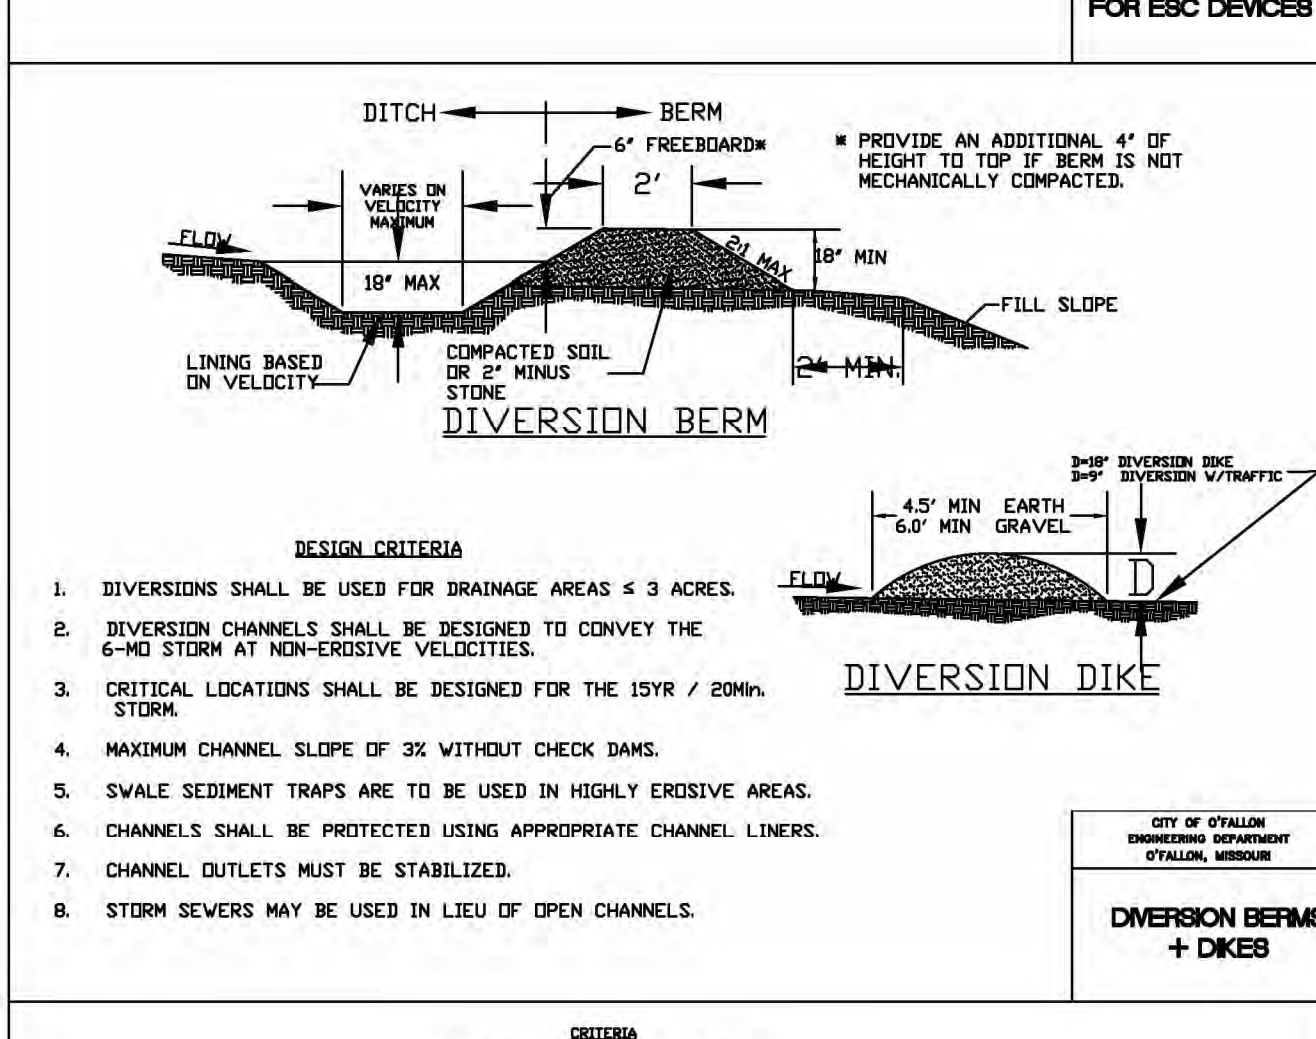 FOR ESC DEVICES
DITCH
BERM
6" FREEBOARD*
* PROVIDE AN ADDITIONAL 4" OF
HEIGHT TO TOP IF BERM IS NOT
MECHANICALLY COMPACTED.
2'
VARIES ON
VELOCITY
MAXIMUM
FLOW
2:1 MAX
18" MIN
18" MAX
FILL SLOPE
LINING BASED
ON VELOCITY
COMPACTED SOIL
OR 2" MINUS
STONE
2' MIN.
DIVERSION BERM
D=18" DIVERSION DIKE
D=9" DIVERSION W/TRAFFIC
4.5' MIN EARTH
6.0' MIN GRAVEL
FLOW
D
DIVERSION DIKE
DESIGN CRITERIA
1. DIVERSIONS SHALL BE USED FOR DRAINAGE AREAS ≤ 3 ACRES.
2. DIVERSION CHANNELS SHALL BE DESIGNED TO CONVEY THE
6-MO STORM AT NON-EROSIVE VELOCITIES.
3. CRITICAL LOCATIONS SHALL BE DESIGNED FOR THE 15YR / 20Min.
STORM.
4. MAXIMUM CHANNEL SLOPE OF 3% WITHOUT CHECK DAMS.
5. SWALE SEDIMENT TRAPS ARE TO BE USED IN HIGHLY EROSIVE AREAS.
6. CHANNELS SHALL BE PROTECTED USING APPROPRIATE CHANNEL LINERS.
7. CHANNEL OUTLETS MUST BE STABILIZED.
8. STORM SEWERS MAY BE USED IN LIEU OF OPEN CHANNELS.
CITY OF O'FALLON
ENGINEERING DEPARTMENT
O'FALLON, MISSOURI
DIVERSION BERMS
+ DIKES
CRITERIA